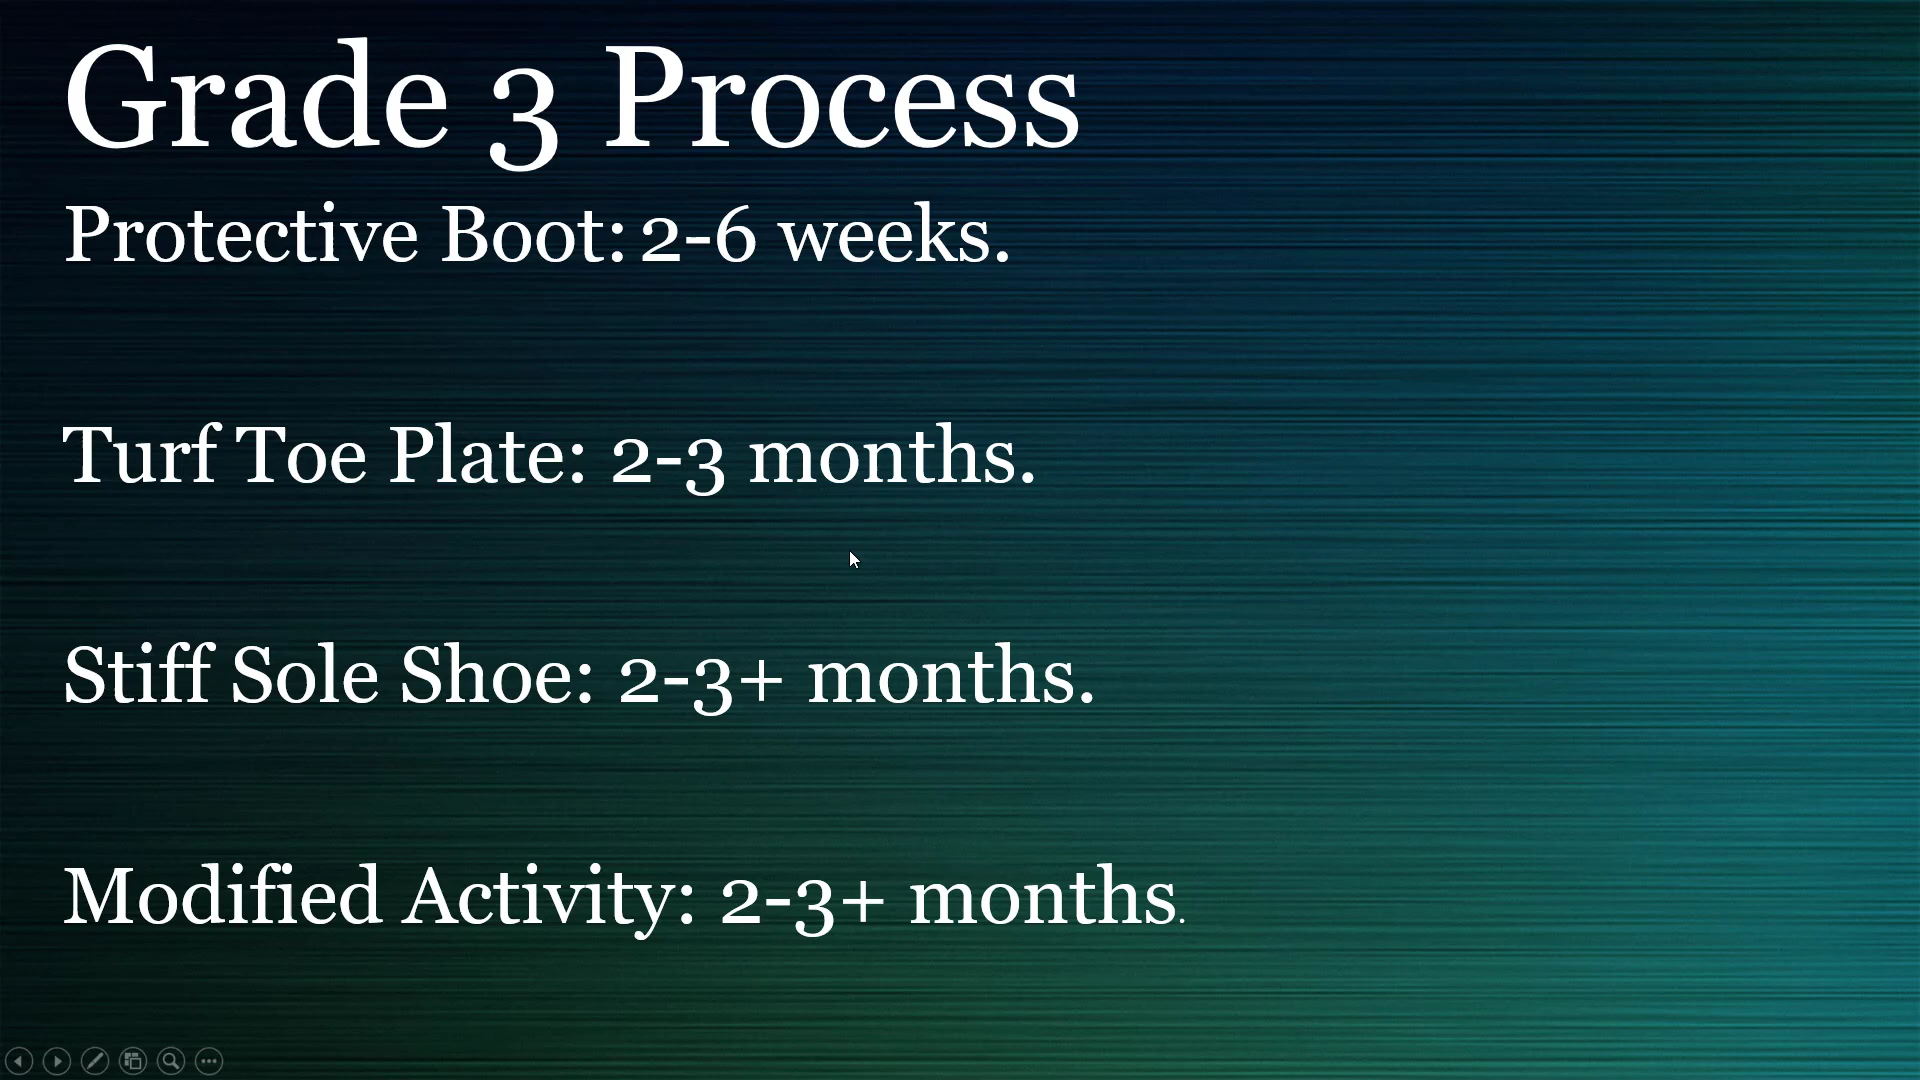 Grade 3 Process
Protective Boot: 2-6 weeks.
Turf Toe Plate: 2-3 months.
Stiff Sole Shoe: 2-3+ months.
Modified Activity: 2-3+ months.